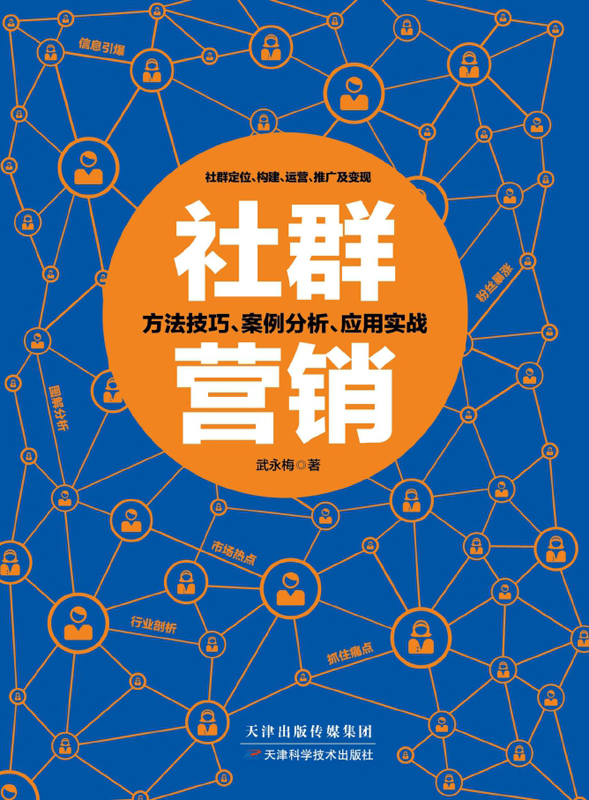 信息引爆
社群定位、构建、运营、推广及变现
社群
粉丝暴涨
方法技巧、案例分析、应用实战
营销
图解分析
武永梅◎著
市场热点
行业剖析
抓住痛点
天津出版传媒集团
天津科学技术出版社